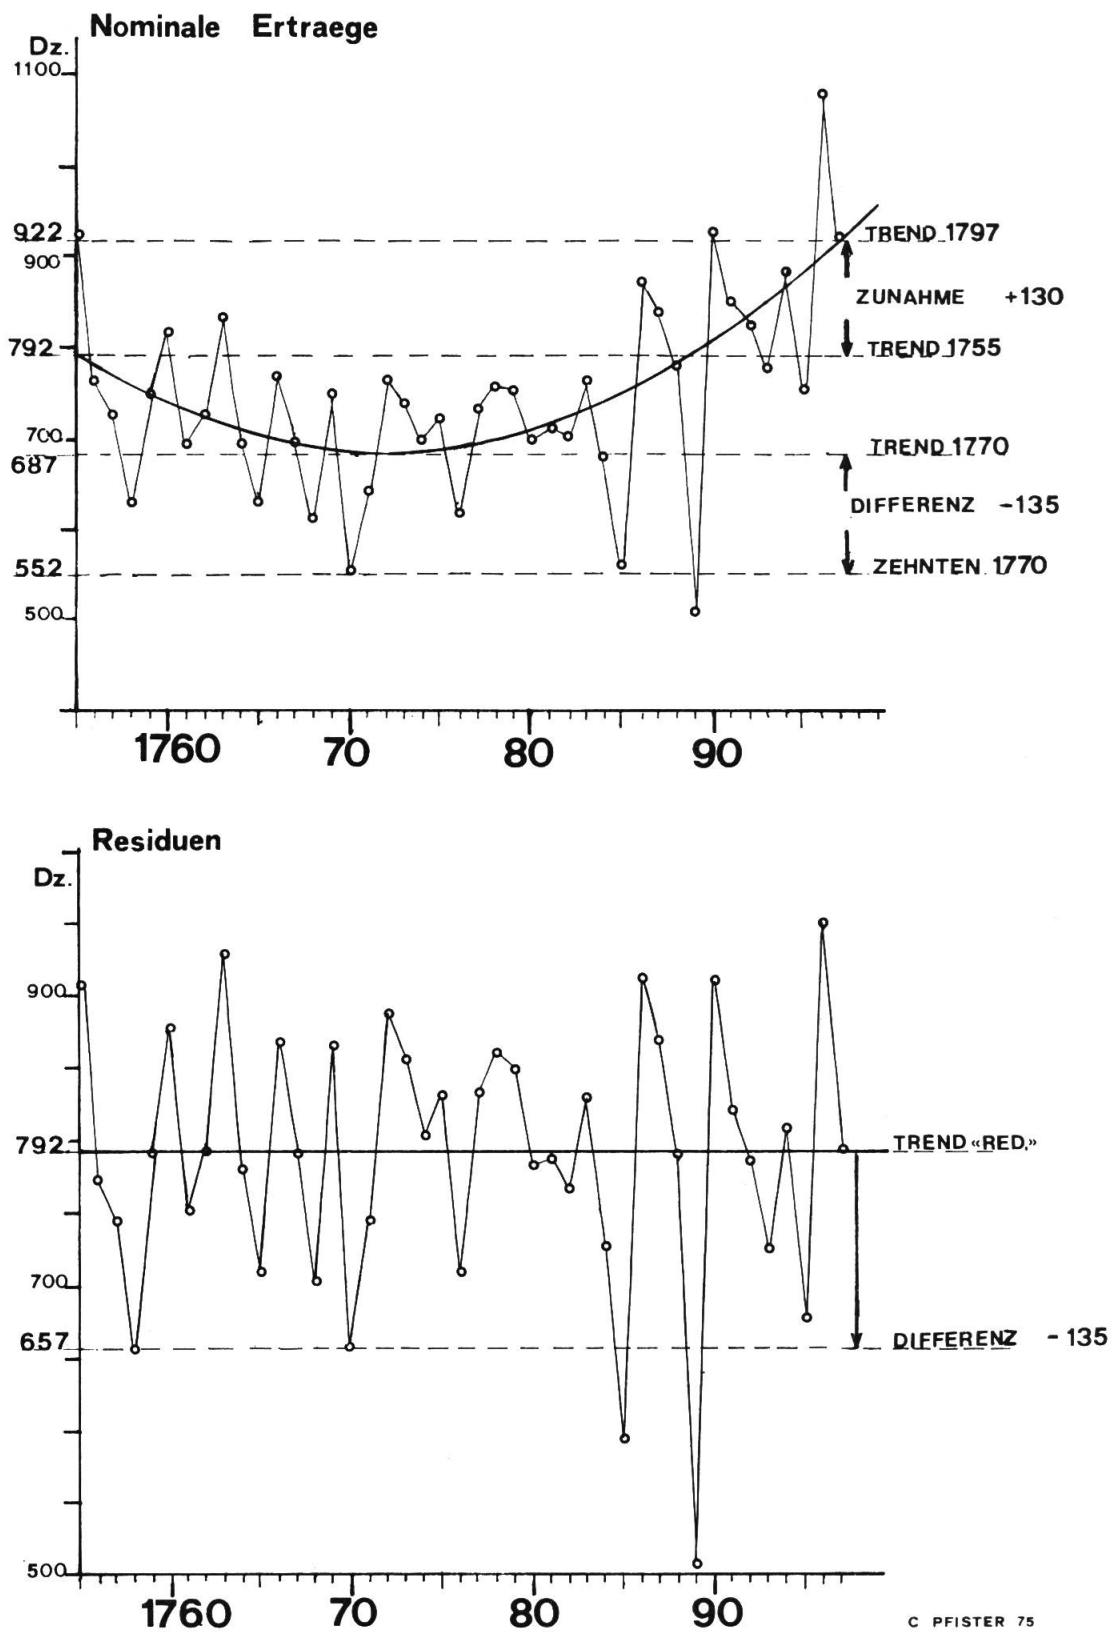 Nominale Ertraege
Dz.
1100
922
TREND 1797
900
ZUNAHME +130
792
TREND 1755
700
TREND 1770
687
DIFFERENZ -135
552
ZEHNTEN 1770
500
1760 70 80 90
Residuen
Dz.
900
792
TREND «RED.»
700
657
DIFFERENZ -135
500
1760 70 80 90
C PFISTER 75